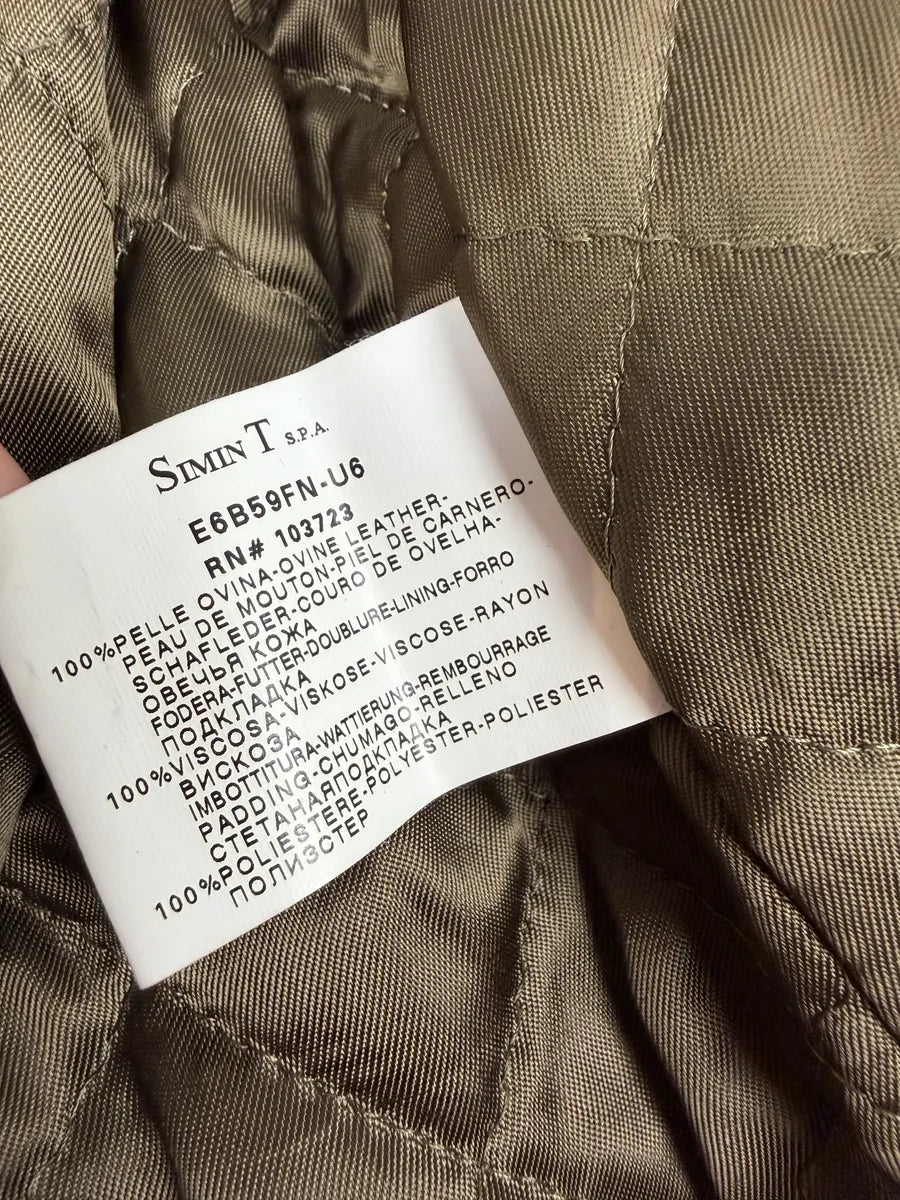 SIMINT S.P.A.
E6B59FN-U6
RN# 103723
100%PELLE OVINA-OVINE LEATHER-
PEAU DE MOUTON-PIEL DE CARNERO-
SCHAFLEDER-COURO DE OVELHA-
ОВЕЧЬЯ КОЖА
FODERA-FUTTER-DOUBLURE-LINING-FORRO
ПОДКЛАДКА
100%VISCOSA-VISKOSE-VISCOSE-RAYON
ВИСКОЗА
IMBOTTITURA-WATTIERUNG-REMBOURRAGE
PADDING-CHUMAGO-RELLENO
СТЕТАНАЯПОДКЛАДКА
100%POLIESTERE-POLYESTER-POLIESTER
ПОЛИЭСТЕР